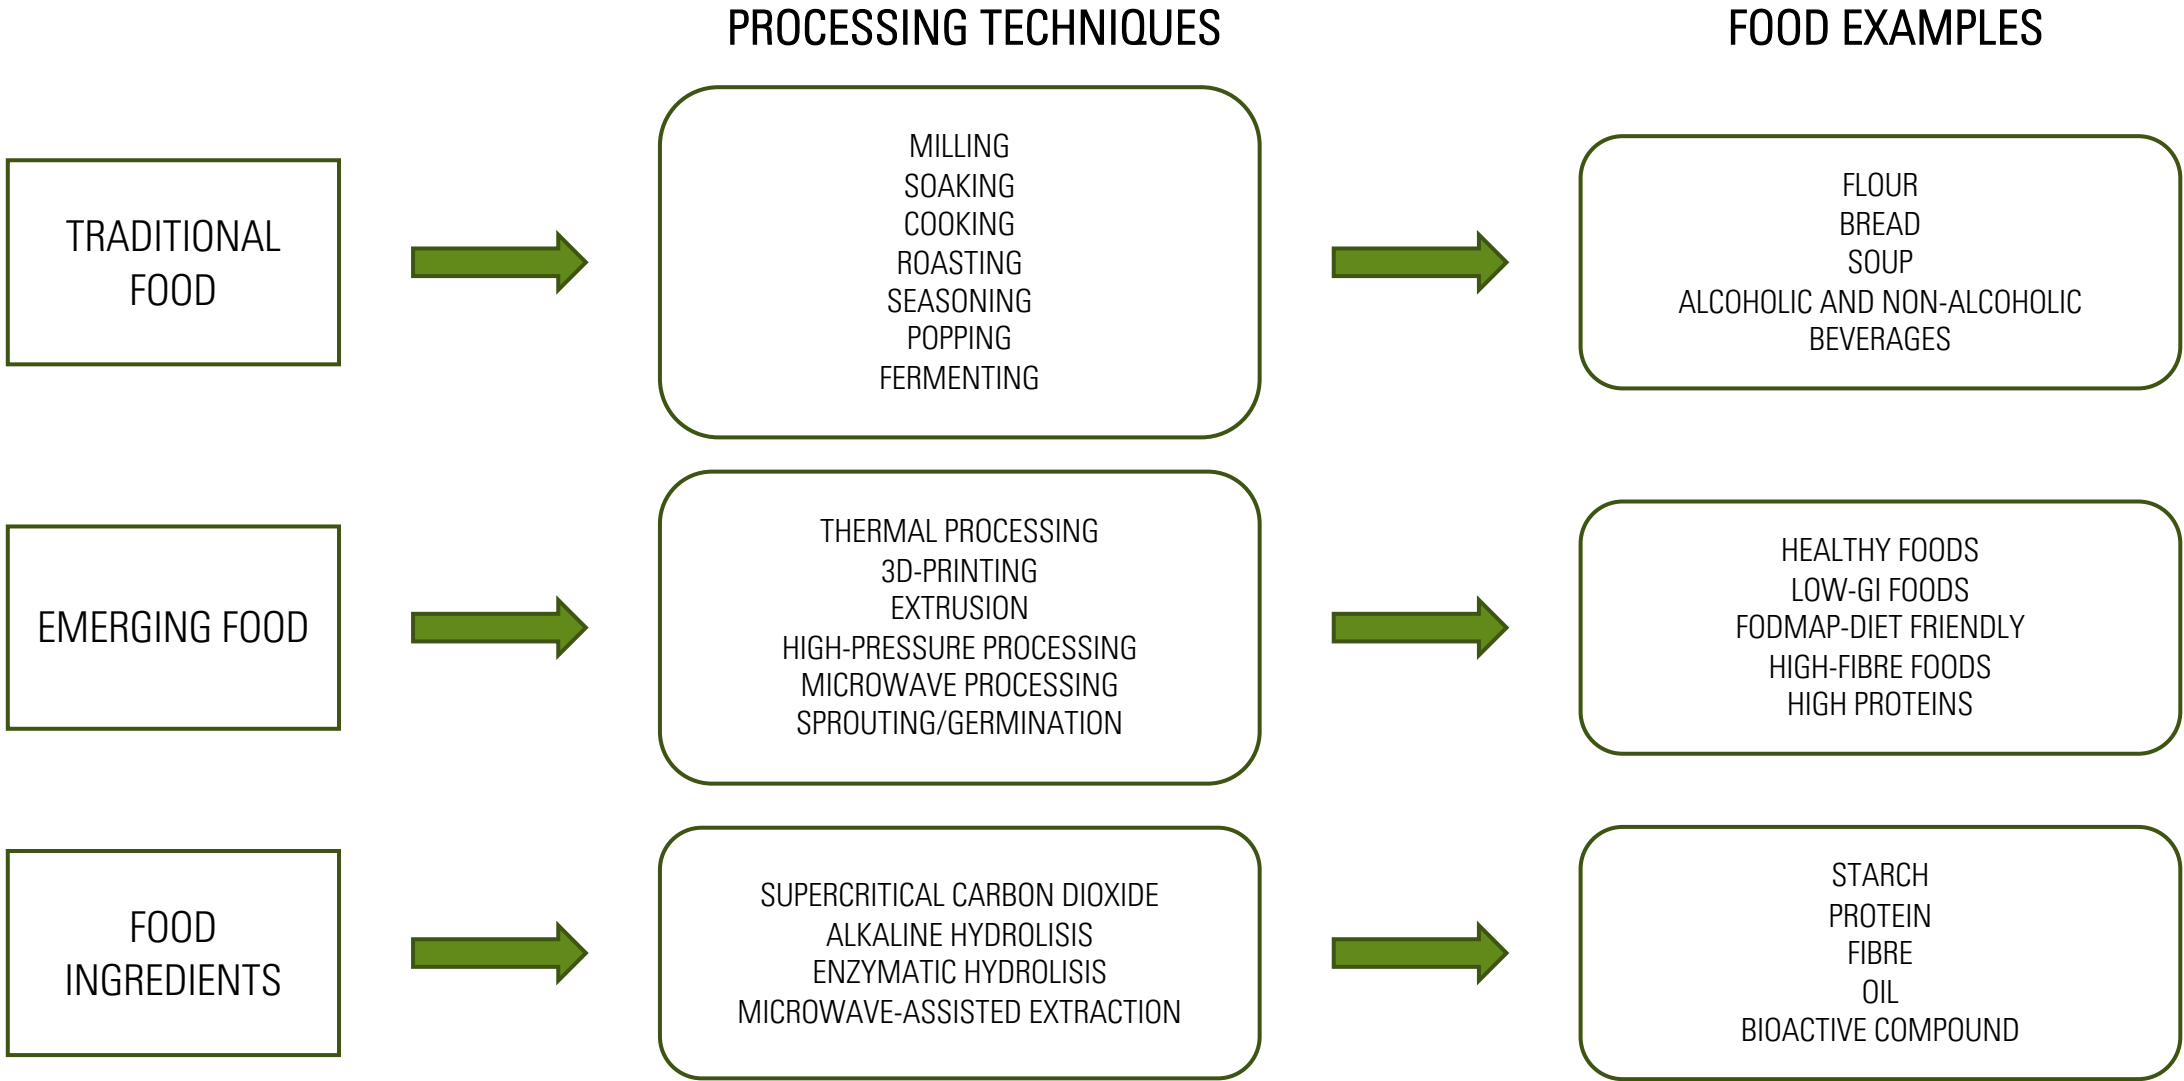 PROCESSING TECHNIQUES
FOOD EXAMPLES
TRADITIONAL
FOOD
MILLING
SOAKING
COOKING
ROASTING
SEASONING
POPPING
FERMENTING
FLOUR
BREAD
SOUP
ALCOHOLIC AND NON-ALCOHOLIC
BEVERAGES
EMERGING FOOD
THERMAL PROCESSING
3D-PRINTING
EXTRUSION
HIGH-PRESSURE PROCESSING
MICROWAVE PROCESSING
SPROUTING/GERMINATION
HEALTHY FOODS
LOW-GI FOODS
FODMAP-DIET FRIENDLY
HIGH-FIBRE FOODS
HIGH PROTEINS
FOOD
INGREDIENTS
SUPERCRITICAL CARBON DIOXIDE
ALKALINE HYDROLISIS
ENZYMATIC HYDROLISIS
MICROWAVE-ASSISTED EXTRACTION
STARCH
PROTEIN
FIBRE
OIL
BIOACTIVE COMPOUND